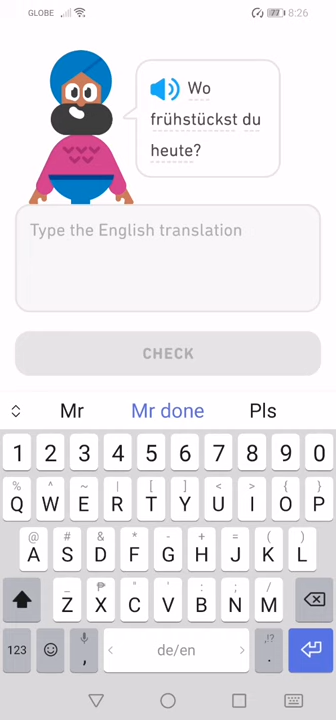 GLOBE 77 8:26
Wo
frühstückst du
heute?
Type the English translation
CHECK
Mr Mr done Pls
1 2 3 4 5 6 7 8 9 0
% ^ ~ | [ ] < > { }
Q W E R T Y U I O P
@ # & * - + = ( )
A S D F G H J K L
_ ₱ " ' : ; /
Z X C V B N M
,!?
123 , de/en .